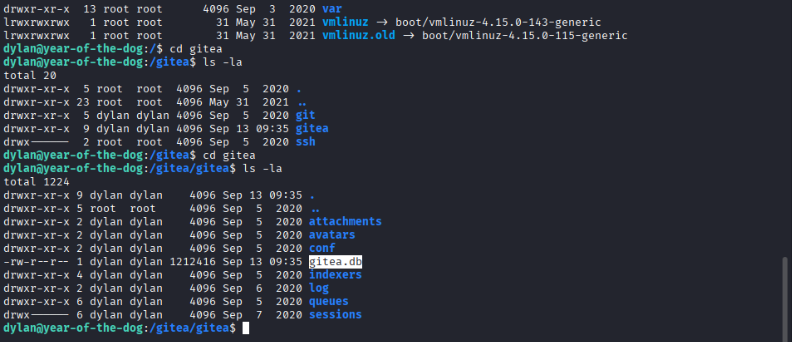 drwxr-xr-x  13 root root      4096 Sep  3  2020 var
lrwxrwxrwx   1 root root        31 May 31  2021 vmlinuz → boot/vmlinuz-4.15.0-143-generic
lrwxrwxrwx   1 root root        31 May 31  2021 vmlinuz.old → boot/vmlinuz-4.15.0-115-generic
dylan@year-of-the-dog:/$ cd gitea
dylan@year-of-the-dog:/gitea$ ls -la
total 20
drwxr-xr-x  5 root  root  4096 Sep  5  2020 .
drwxr-xr-x 23 root  root  4096 May 31  2021 ..
drwxr-xr-x  5 dylan dylan 4096 Sep  5  2020 git
drwxr-xr-x  9 dylan dylan 4096 Sep 13 09:35 gitea
drwx------  2 root  root  4096 Sep  5  2020 ssh
dylan@year-of-the-dog:/gitea$ cd gitea
dylan@year-of-the-dog:/gitea/gitea$ ls -la
total 1224
drwxr-xr-x 9 dylan dylan    4096 Sep 13 09:35 .
drwxr-xr-x 5 root  root     4096 Sep  5  2020 ..
drwxr-xr-x 2 dylan dylan    4096 Sep  5  2020 attachments
drwxr-xr-x 2 dylan dylan    4096 Sep  5  2020 avatars
drwxr-xr-x 2 dylan dylan    4096 Sep  5  2020 conf
-rw-r--r-- 1 dylan dylan 1212416 Sep 13 09:35 gitea.db
drwxr-xr-x 4 dylan dylan    4096 Sep  5  2020 indexers
drwxr-xr-x 2 dylan dylan    4096 Sep  6  2020 log
drwxr-xr-x 6 dylan dylan    4096 Sep  5  2020 queues
drwx------ 6 dylan dylan    4096 Sep  7  2020 sessions
dylan@year-of-the-dog:/gitea/gitea$